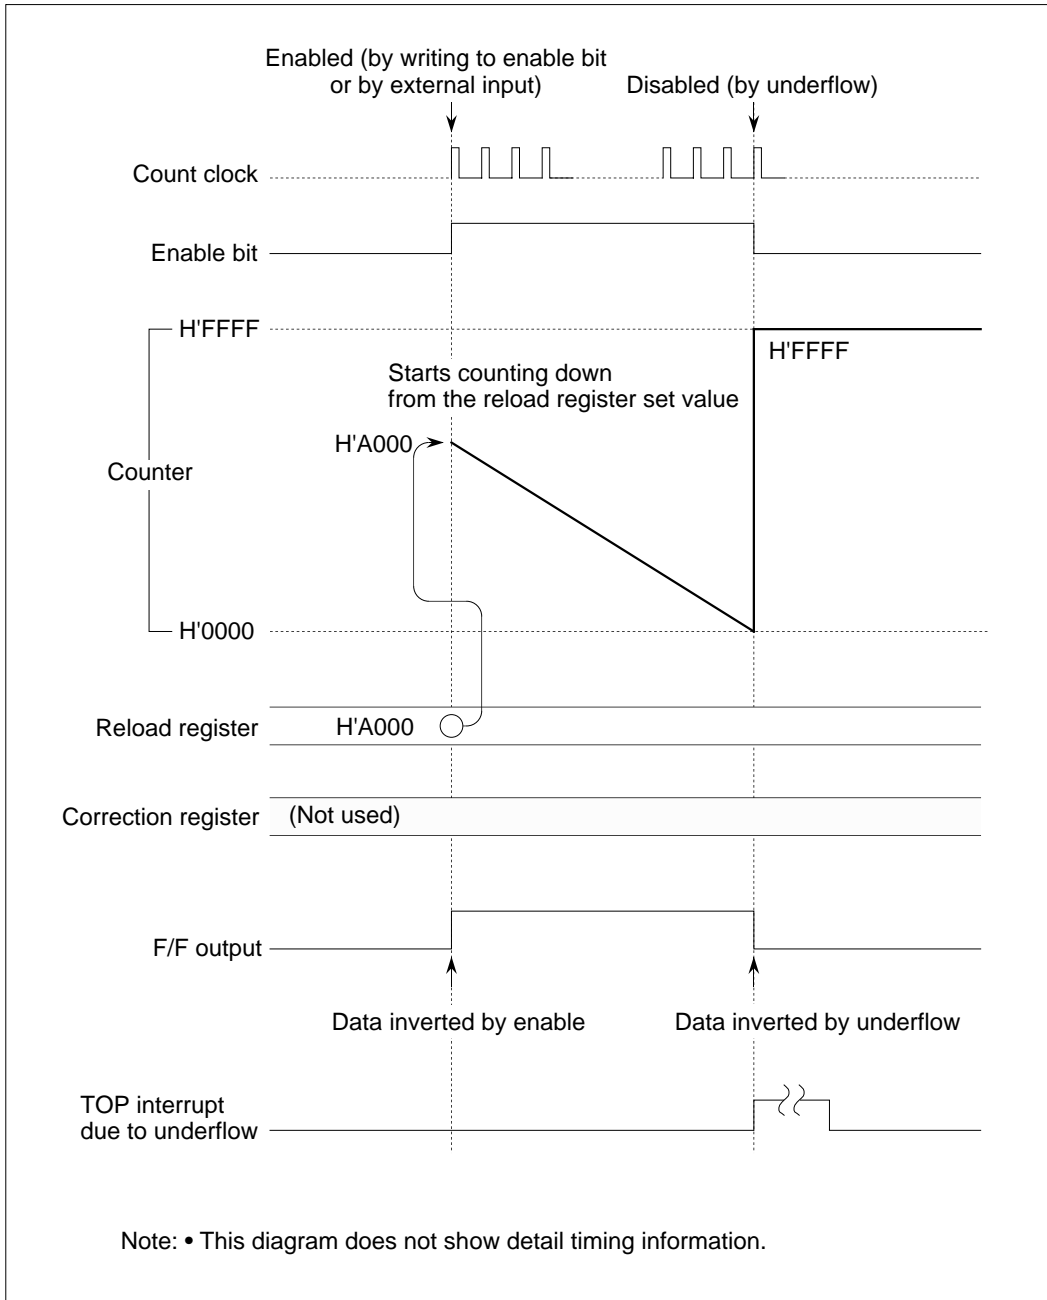 Enabled (by writing to enable bit
or by external input)
Disabled (by underflow)
Count clock
Enable bit
H'FFFF
H'FFFF
Starts counting down
from the reload register set value
H'A000
Counter
H'0000
Reload register
H'A000
Correction register
(Not used)
F/F output
Data inverted by enable
Data inverted by underflow
TOP interrupt
due to underflow
Note: • This diagram does not show detail timing information.